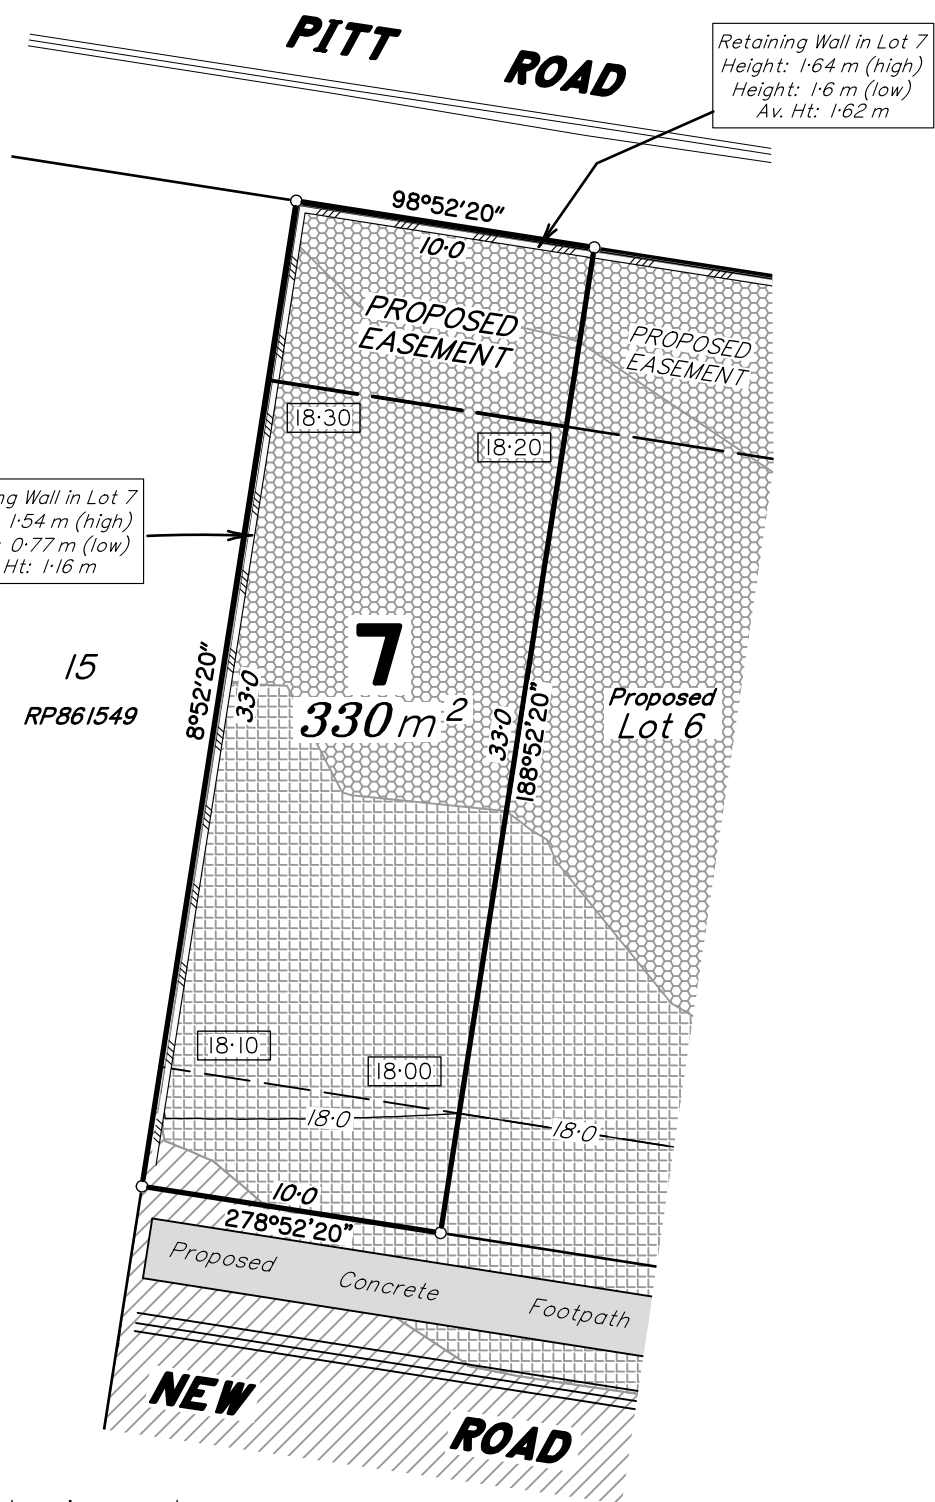 PITT ROAD
Retaining Wall in Lot 7
Height: 1·64 m (high)
Height: 1·6 m (low)
Av. Ht: 1·62 m
98°52'20"
10·0
PROPOSED
EASEMENT
PROPOSED
EASEMENT
18·30
18·20
Wall in Lot 7
1·54 m (high)
0·77 m (low)
Ht: 1·16 m
7
330 m²
15
RP861549
8°52'20"
33·0
33·0
188°52'20"
Proposed
Lot 6
18·10
18·00
18·0
18·0
10·0
278°52'20"
Proposed Concrete Footpath
NEW ROAD